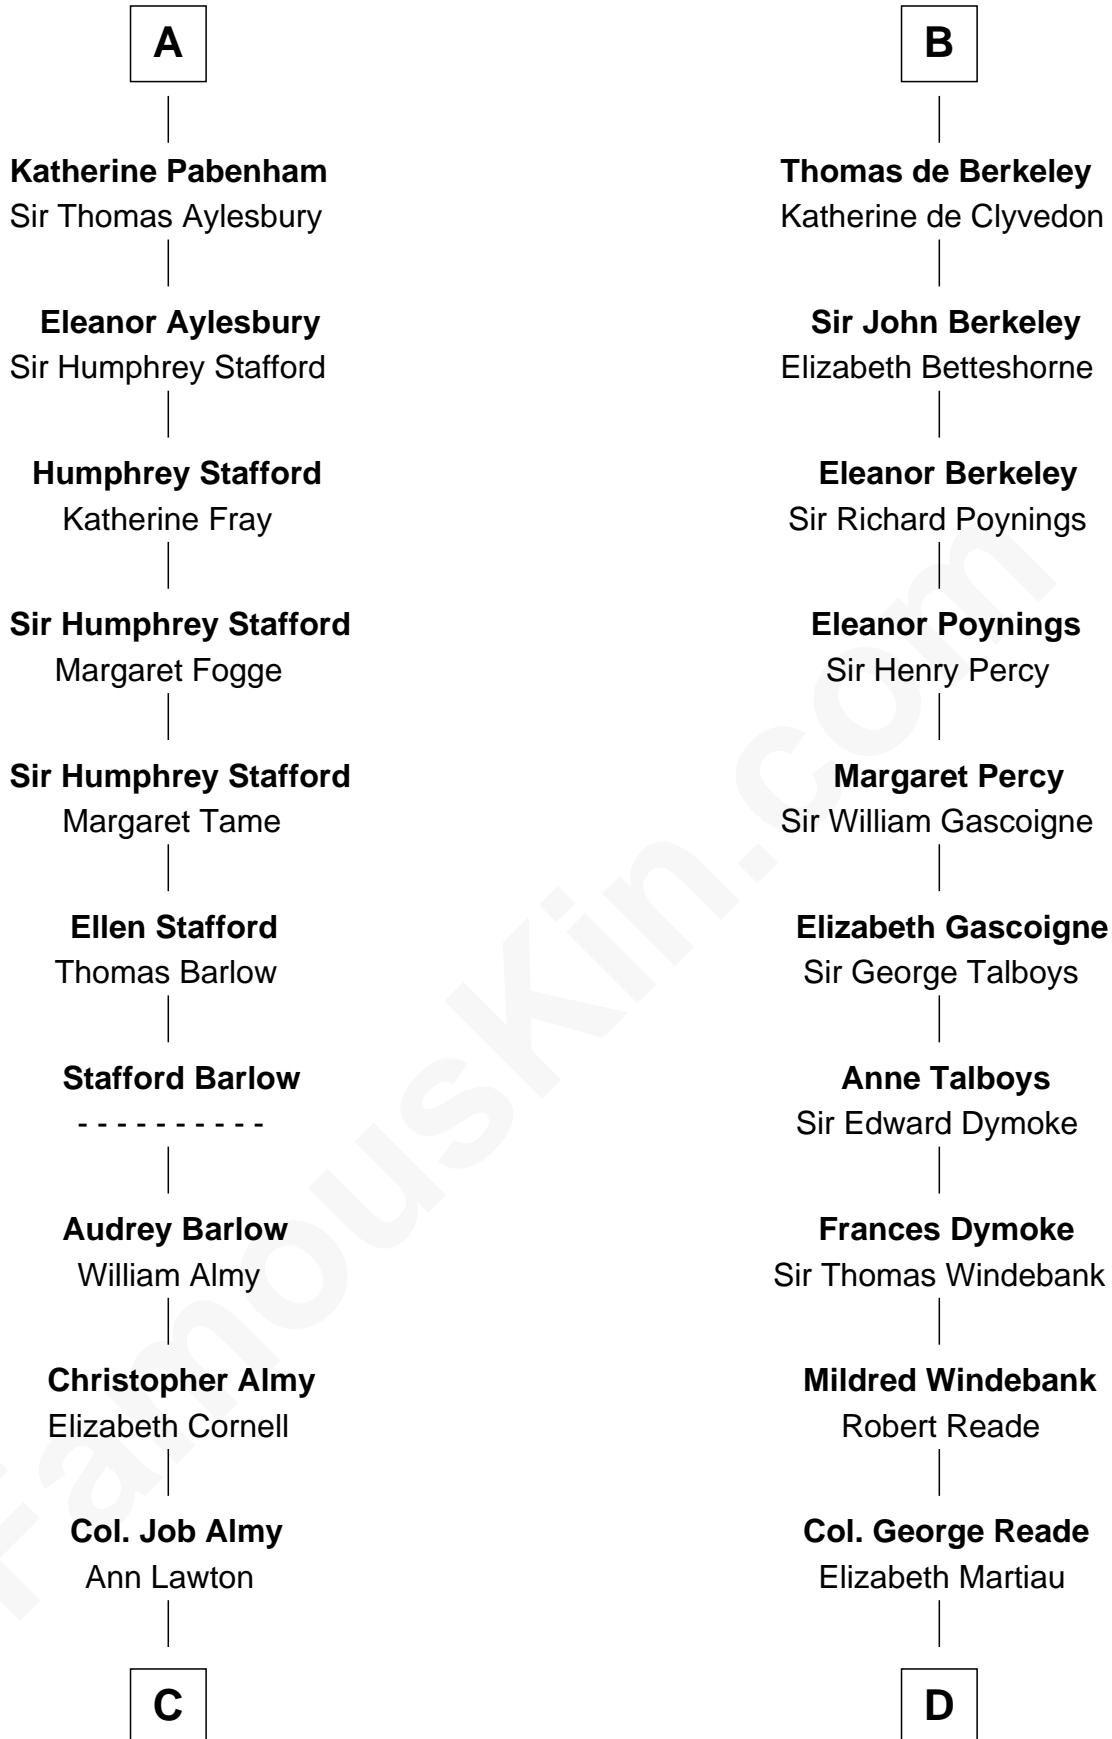 A
Katherine Pabenham
Sir Thomas Aylesbury
Eleanor Aylesbury
Sir Humphrey Stafford
Humphrey Stafford
Katherine Fray
Sir Humphrey Stafford
Margaret Fogge
Sir Humphrey Stafford
Margaret Tame
Ellen Stafford
Thomas Barlow
Stafford Barlow
- - - - - - - - - -
Audrey Barlow
William Almy
Christopher Almy
Elizabeth Cornell
Col. Job Almy
Ann Lawton
C
B
Thomas de Berkeley
Katherine de Clyvedon
Sir John Berkeley
Elizabeth Betteshorne
Eleanor Berkeley
Sir Richard Poynings
Eleanor Poynings
Sir Henry Percy
Margaret Percy
Sir William Gascoigne
Elizabeth Gascoigne
Sir George Talboys
Anne Talboys
Sir Edward Dymoke
Frances Dymoke
Sir Thomas Windebank
Mildred Windebank
Robert Reade
Col. George Reade
Elizabeth Martiau
D
FamousKin.com